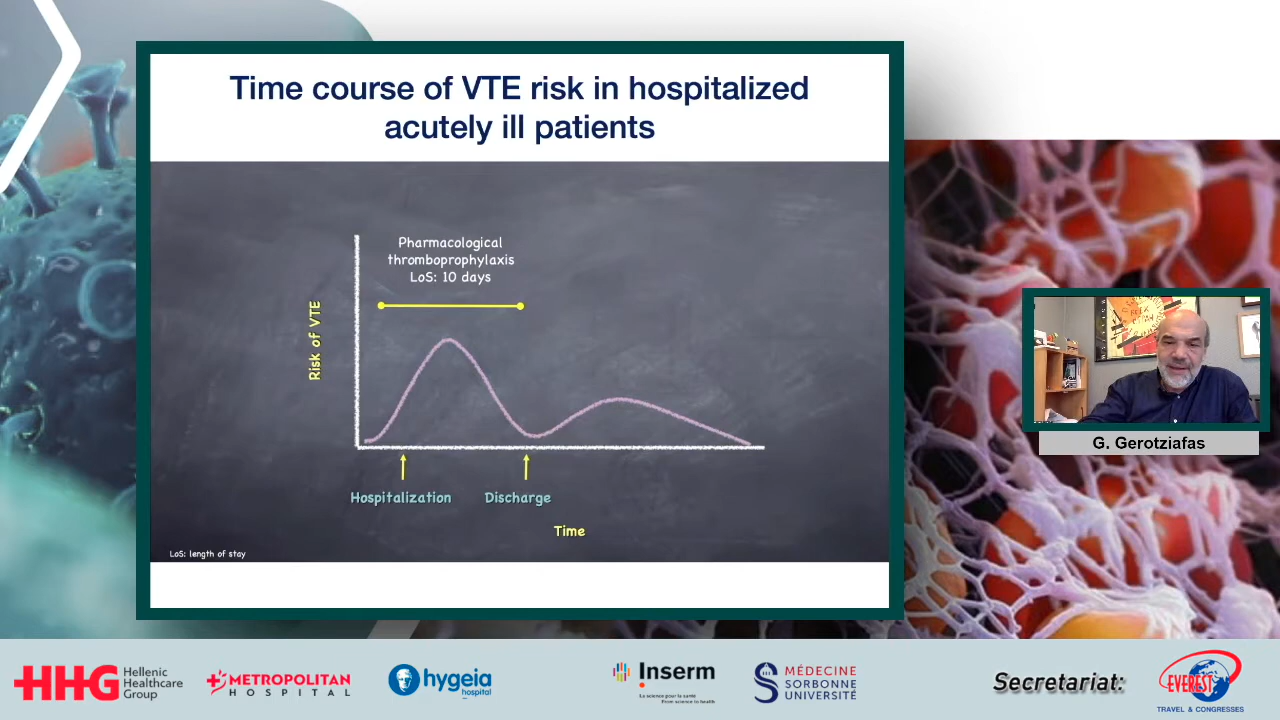 Time course of VTE risk in hospitalized
acutely ill patients
Pharmacological
thromboprophylaxis
LoS: 10 days
Risk of VTE
Hospitalization
Discharge
Time
LoS: length of stay
G. Gerotziafas
HHG
Hellenic
Healthcare
Group
METROPOLITAN
HOSPITAL
hygeia
hospital
Inserm
La science pour la santé
From science to health
MÉDECINE
SORBONNE
UNIVERSITÉ
Secretariat:
EVEREST
TRAVEL & CONGRESSES